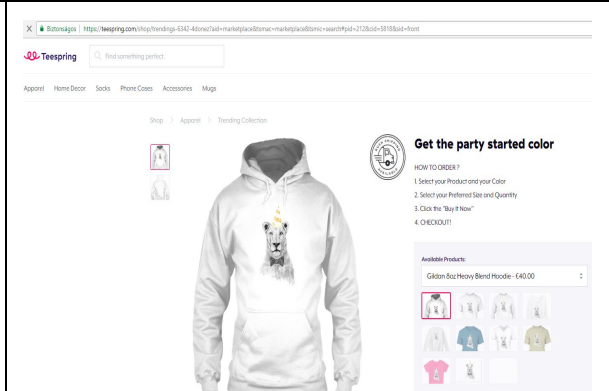 Biztonságos | https://teespring.com/shop/trendings-6342-4donez?aid=marketplace&tsmac=marketplace&tsmic=search#pid=212&cid=5818&sid=front
Teespring
Find something perfect
Apparel Home Decor Socks Phone Cases Accessories Mugs
Shop Apparel Trending Collection
Get the party started color
HOW TO ORDER ?
1. Select your Product and your Color
2. Select your Preferred Size and Quantity
3. Click the "Buy It Now"
4. CHECKOUT!
Available Products:
Gildan 8oz Heavy Blend Hoodie - €40.00